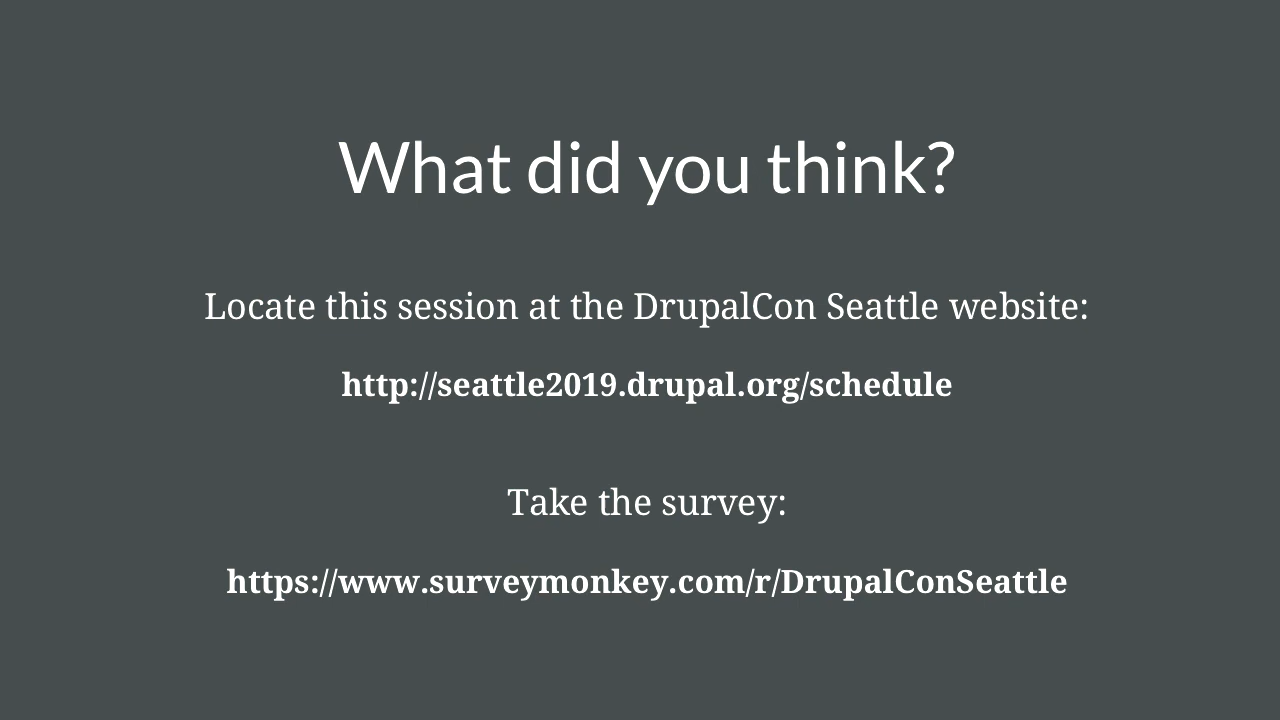 What did you think?
Locate this session at the DrupalCon Seattle website:
http://seattle2019.drupal.org/schedule
Take the survey:
https://www.surveymonkey.com/r/DrupalConSeattle